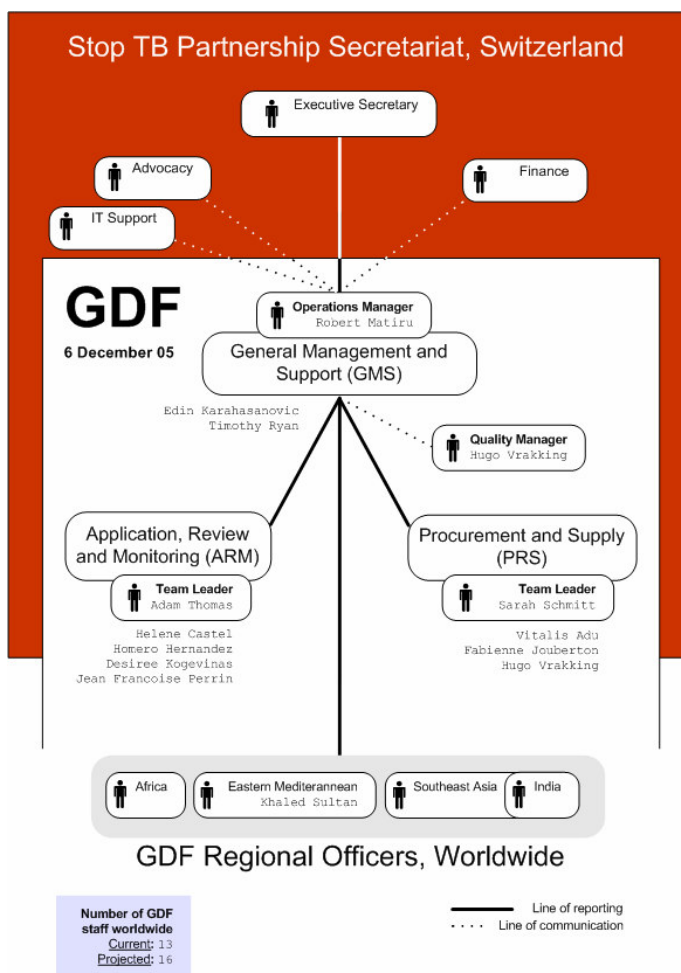 Stop TB Partnership Secretariat, Switzerland
Executive Secretary
Advocacy
Finance
IT Support
GDF
6 December 05
Operations Manager
Robert Matiru
General Management and
Support (GMS)
Edin Karahasanovic
Timothy Ryan
Quality Manager
Hugo Vrakking
Application, Review
and Monitoring (ARM)
Team Leader
Adam Thomas
Helene Castel
Homero Hernandez
Desiree Kogevinas
Jean Francoise Perrin
Procurement and Supply
(PRS)
Team Leader
Sarah Schmitt
Vitalis Adu
Fabienne Jouberton
Hugo Vrakking
Africa
Eastern Mediterannean
Khaled Sultan
Southeast Asia
India
GDF Regional Officers, Worldwide
Number of GDF
staff worldwide
Current: 13
Projected: 16
Line of reporting
Line of communication